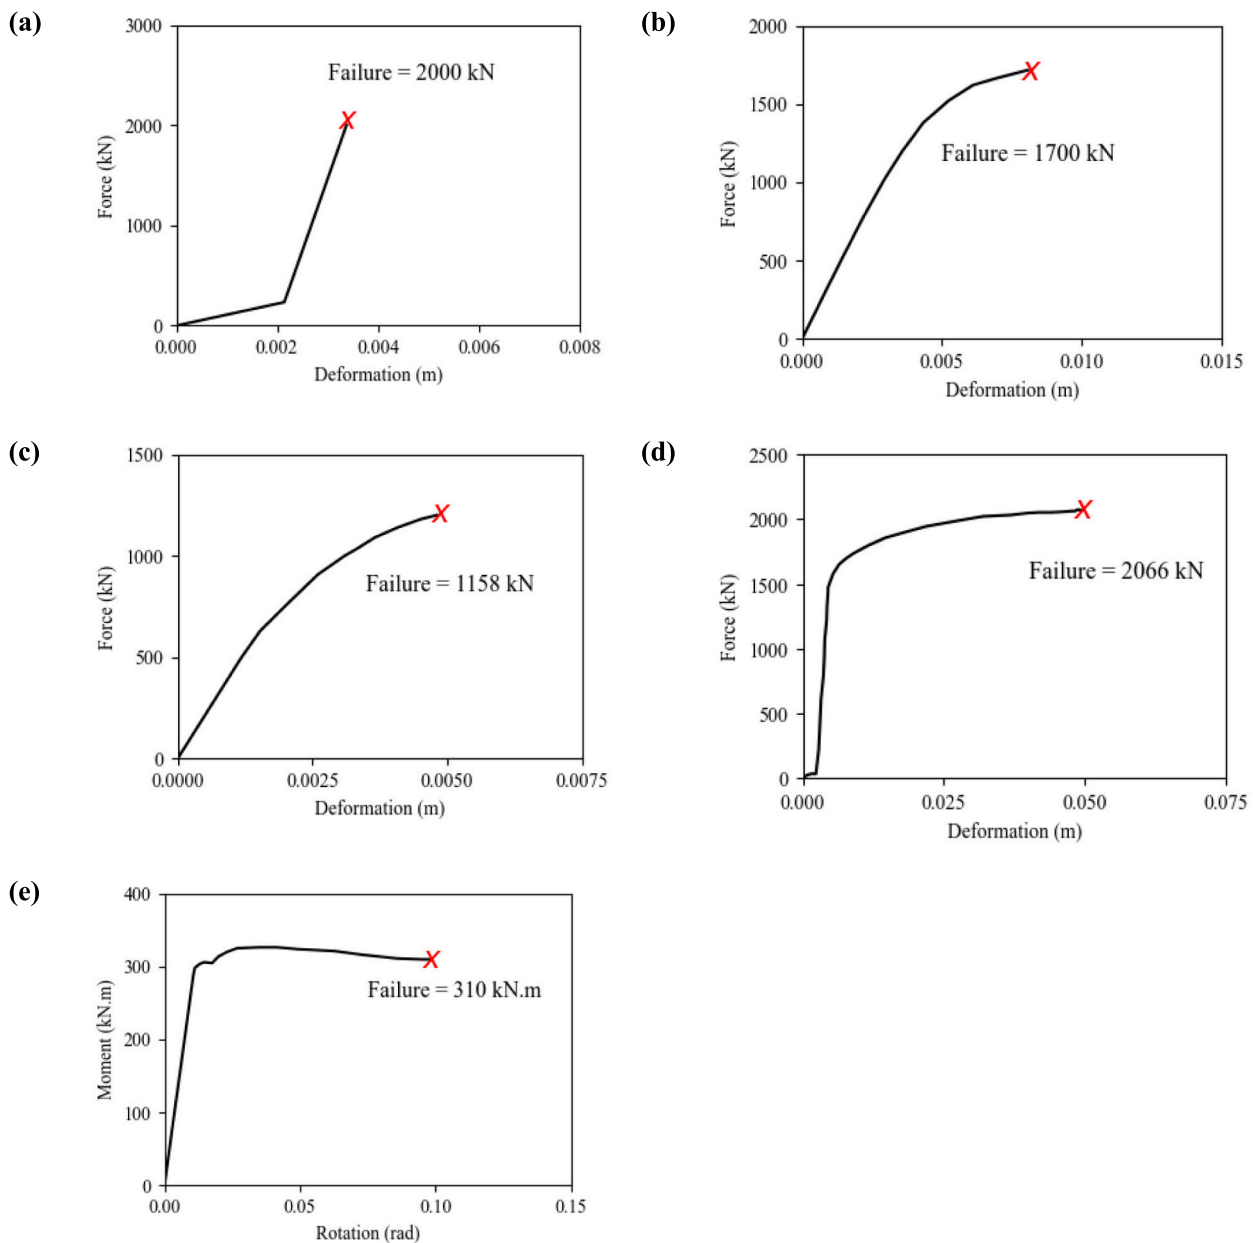 (a)
3000
2000
1000
0
Force (kN)
Failure = 2000 kN
X
0.000 0.002 0.004 0.006 0.008
Deformation (m)
(b)
2000
1500
1000
500
0
Force (kN)
X
Failure = 1700 kN
0.000 0.005 0.010 0.015
Deformation (m)
(c)
1500
1000
500
0
Force (kN)
X
Failure = 1158 kN
0.0000 0.0025 0.0050 0.0075
Deformation (m)
(d)
2500
2000
1500
1000
500
0
Force (kN)
X
Failure = 2066 kN
0.000 0.025 0.050 0.075
Deformation (m)
(e)
400
300
200
100
0
Moment (kN.m)
X
Failure = 310 kN.m
0.00 0.05 0.10 0.15
Rotation (rad)